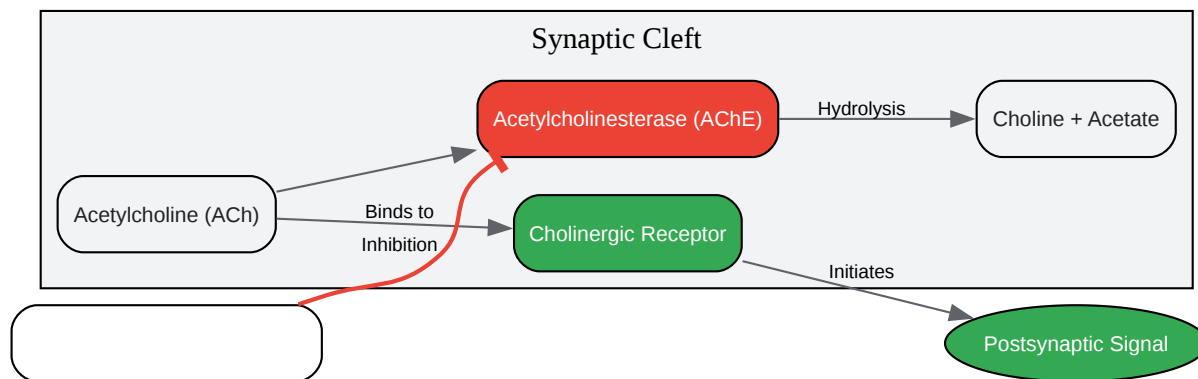 Synaptic Cleft
Acetylcholinesterase (AChE)
Hydrolysis
Choline + Acetate
Acetylcholine (ACh)
Binds to
Inhibition
Cholinergic Receptor
Initiates
Postsynaptic Signal